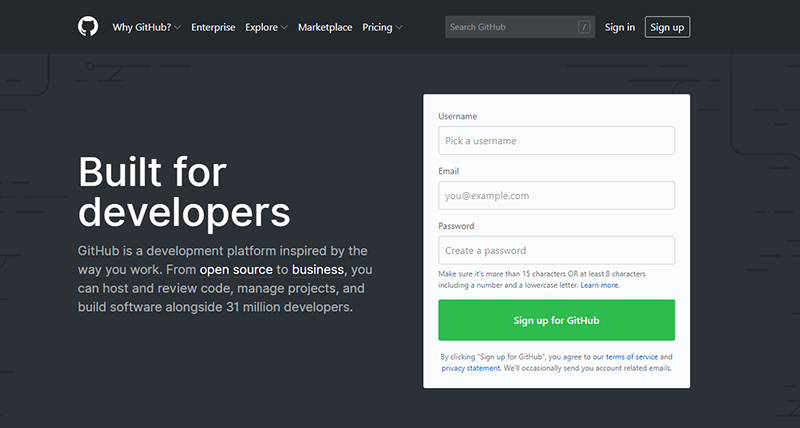 Why GitHub? Enterprise Explore Marketplace Pricing Search GitHub / Sign in Sign up
Built for
developers
GitHub is a development platform inspired by the
way you work. From open source to business, you
can host and review code, manage projects, and
build software alongside 31 million developers.
Username
Pick a username
Email
you@example.com
Password
Create a password
Make sure it's more than 15 characters OR at least 8 characters
including a number and a lowercase letter. Learn more.
Sign up for GitHub
By clicking "Sign up for GitHub", you agree to our terms of service and
privacy statement. We'll occasionally send you account related emails.